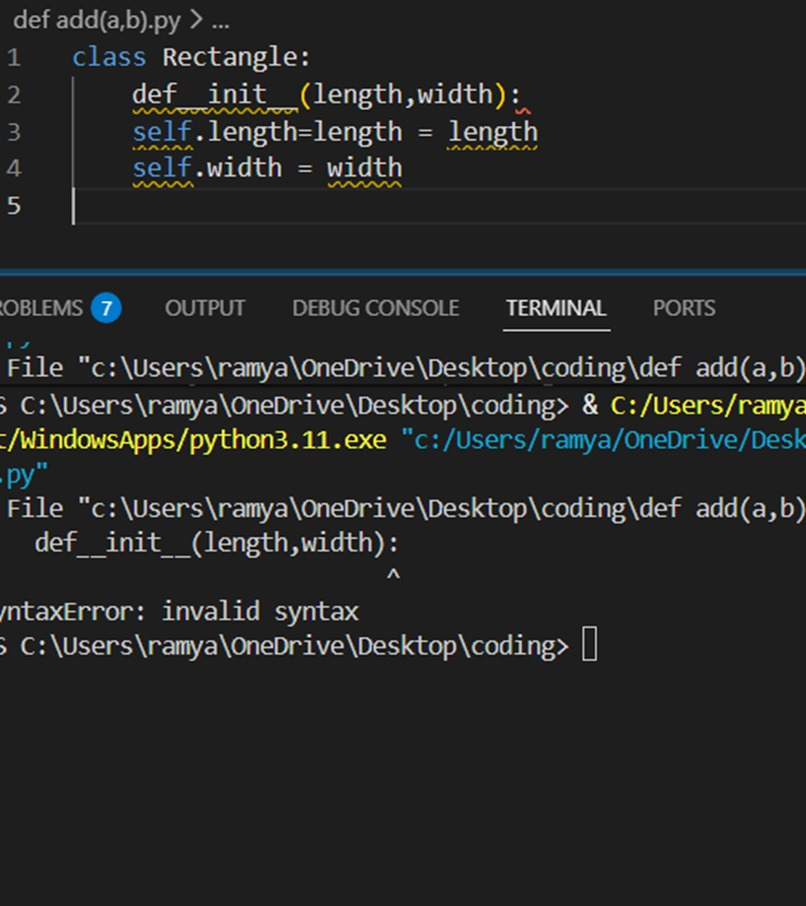 def add(a,b).py > ...
1 class Rectangle:
2 def__init__(length,width):
3 self.length=length = length
4 self.width = width
5
ROBLEMS 7 OUTPUT DEBUG CONSOLE TERMINAL PORTS
py"
File "c:\Users\ramya\OneDrive\Desktop\coding\def add(a,b)
S C:\Users\ramya\OneDrive\Desktop\coding> & C:/Users/ramya
t/WindowsApps/python3.11.exe "c:/Users/ramya/OneDrive/Desk
.py"
File "c:\Users\ramya\OneDrive\Desktop\coding\def add(a,b)
def__init__(length,width):
^
yntaxError: invalid syntax
S C:\Users\ramya\OneDrive\Desktop\coding>